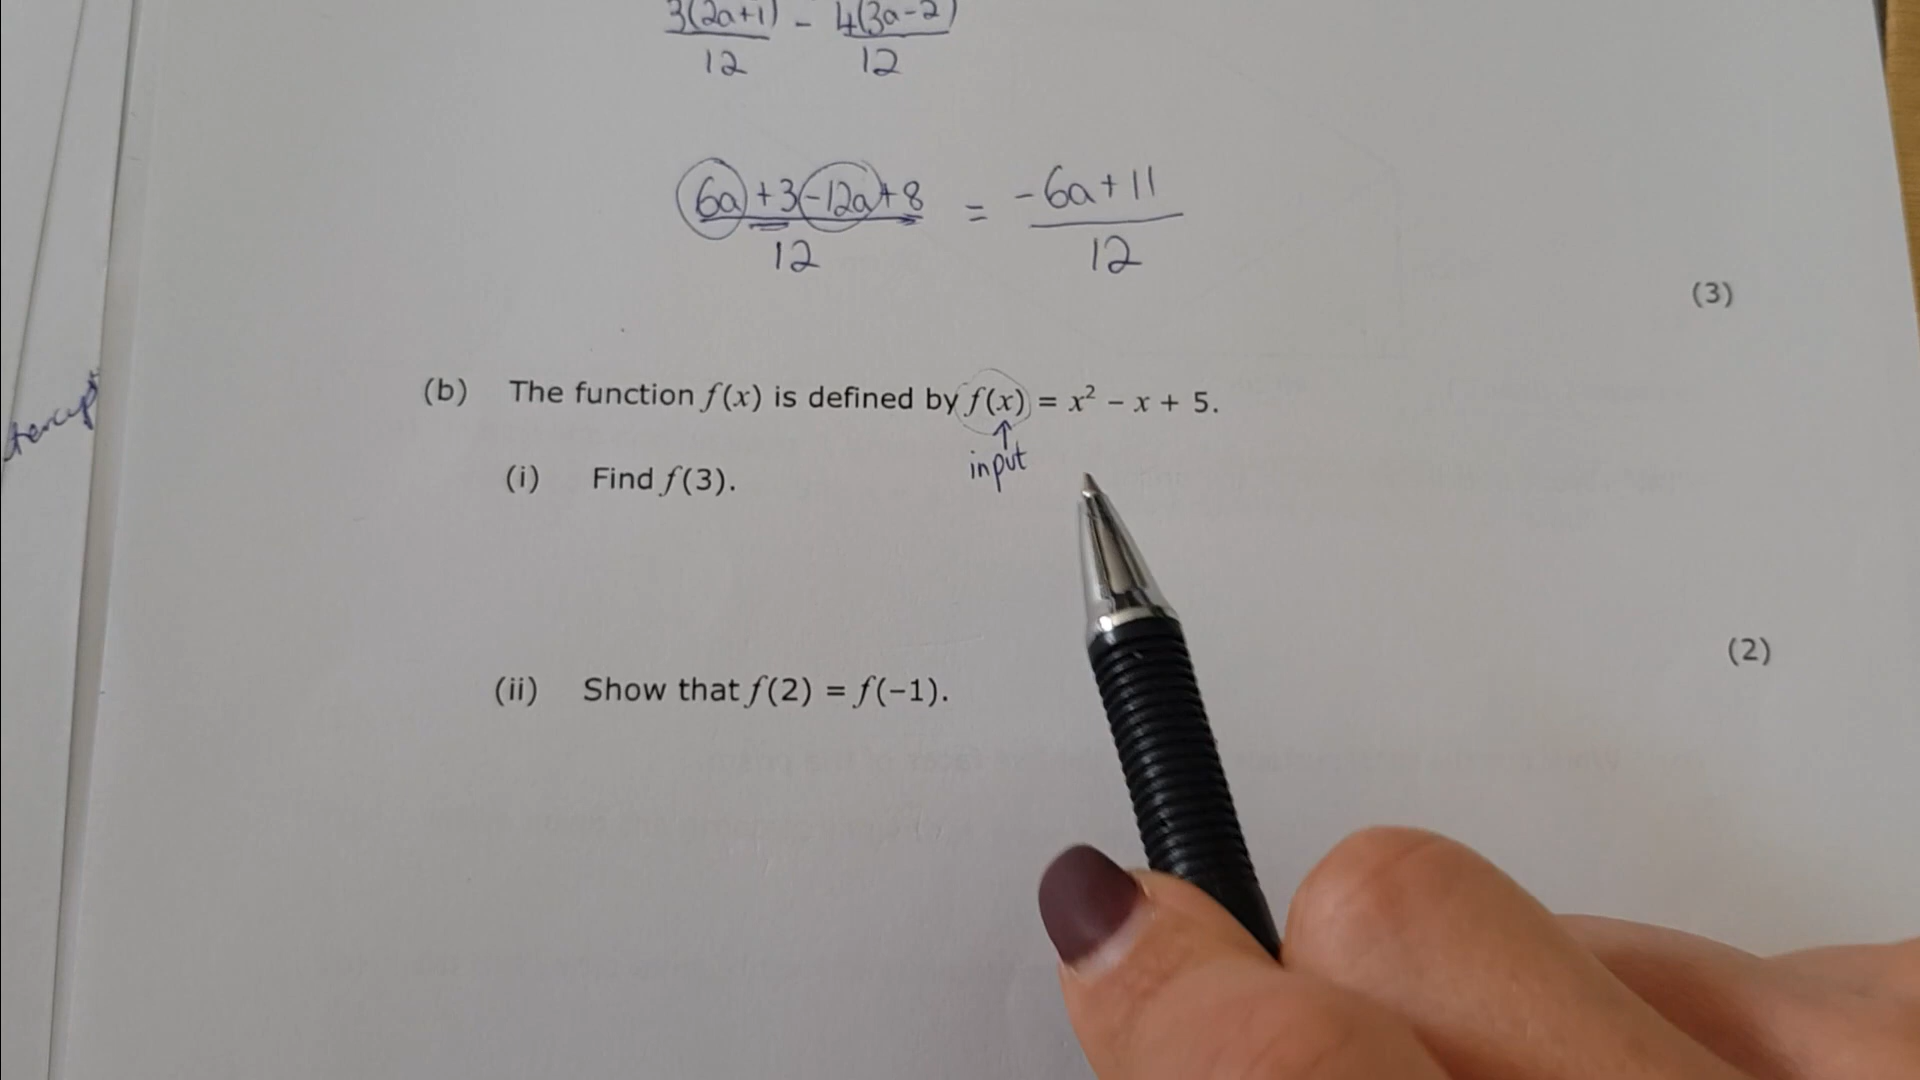 3(2a+1) - 4(3a-2)
12 12
6a +3 -12a +8 = -6a+11
12 12
(3)
(b) The function f(x) is defined by f(x) = x² − x + 5.
input
(i) Find f(3).
(2)
(ii) Show that f(2) = f(−1).